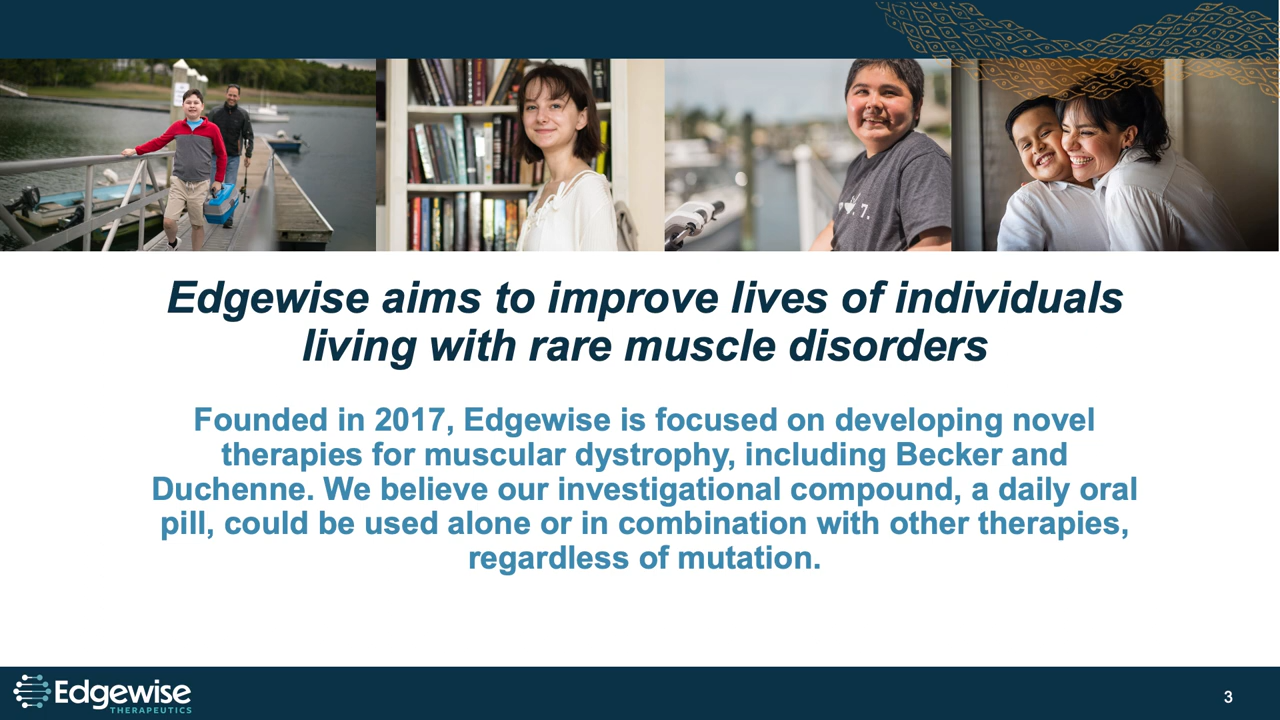 Edgewise aims to improve lives of individuals
living with rare muscle disorders
Founded in 2017, Edgewise is focused on developing novel
therapies for muscular dystrophy, including Becker and
Duchenne. We believe our investigational compound, a daily oral
pill, could be used alone or in combination with other therapies,
regardless of mutation.
Edgewise
THERAPEUTICS
3